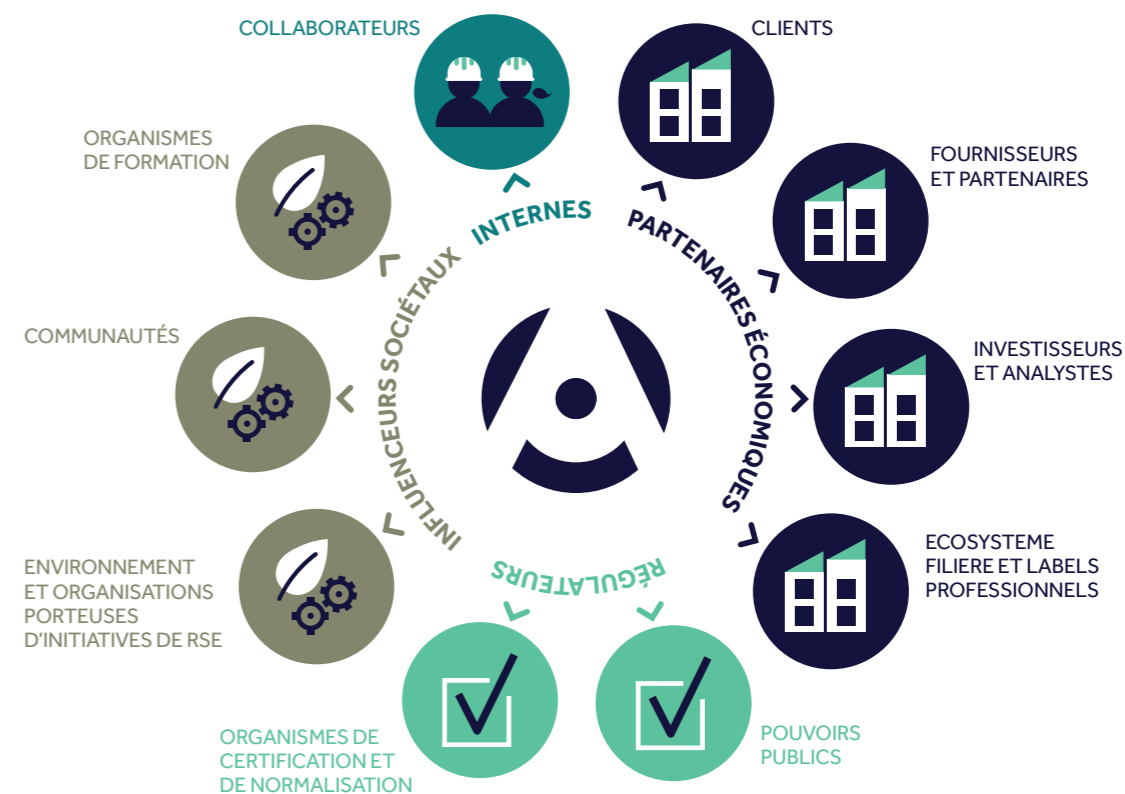 COLLABORATEURS
CLIENTS
ORGANISMES
DE FORMATION
FOURNISSEURS
ET PARTENAIRES
INTERNES
PARTENAIRES ÉCONOMIQUES
INFLUENCEURS SOCIÉTAUX
COMMUNAUTÉS
INVESTISSEURS
ET ANALYSTES
ENVIRONNEMENT
ET ORGANISATIONS
PORTEUSES
D'INITIATIVES DE RSE
ECOSYSTEME
FILIERE ET LABELS
PROFESSIONNELS
RÉGULATEURS
ORGANISMES DE
CERTIFICATION ET
DE NORMALISATION
POUVOIRS
PUBLICS